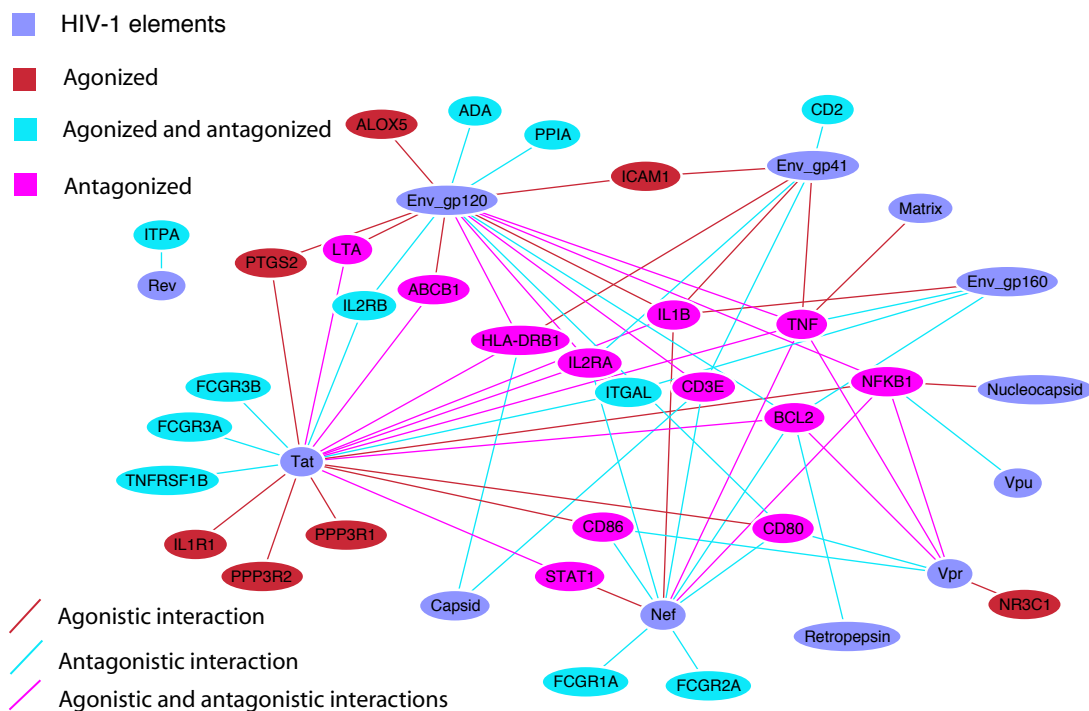 HIV-1 elements
Agonized
Agonized and antagonized
Antagonized
ALOX5
ADA
PPIA
CD2
ICAM1
Env_gp41
Env_gp120
Matrix
ITPA
PTGS2
LTA
Rev
IL2RB
ABCB1
Env_gp160
IL1B
TNF
HLA-DRB1
IL2RA
FCGR3B
ITGAL
CD3E
NFKB1
Nucleocapsid
FCGR3A
BCL2
Tat
TNFRSF1B
Vpu
IL1R1
PPP3R1
CD86
CD80
PPP3R2
STAT1
Vpr
Capsid
Nef
NR3C1
Retropepsin
FCGR1A
FCGR2A
Agonistic interaction
Antagonistic interaction
Agonistic and antagonistic interactions